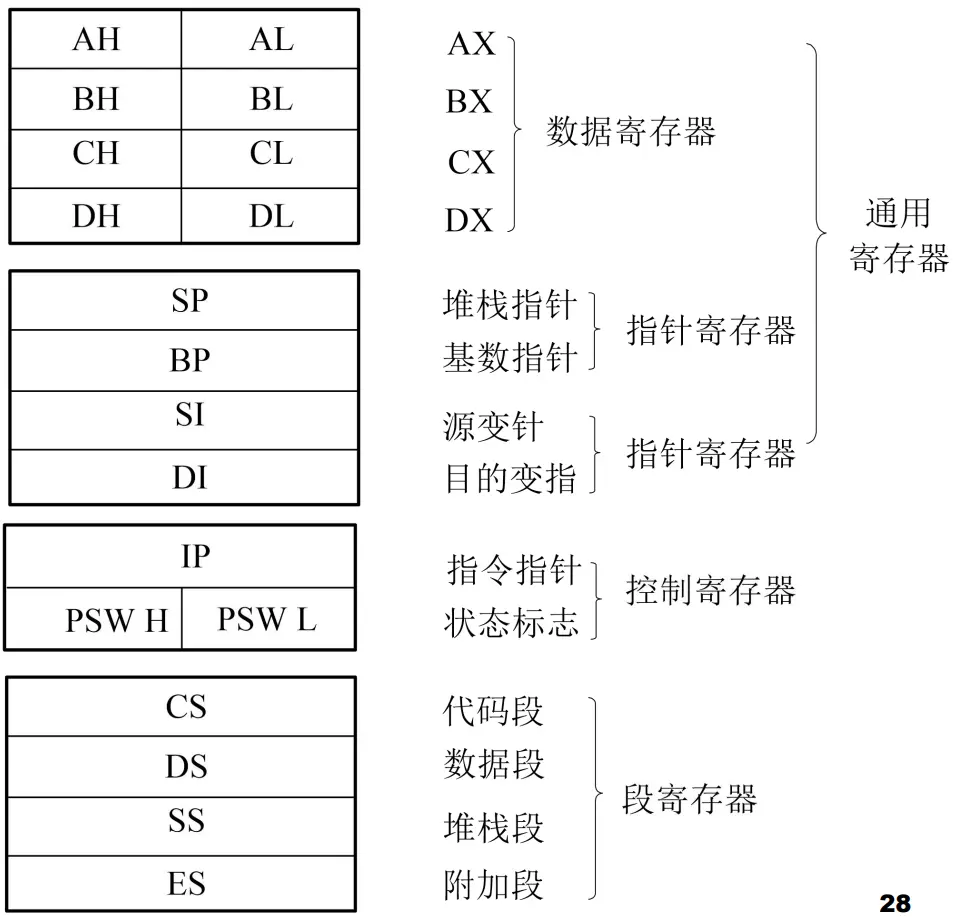 AH AL AX
BH BL BX
数据寄存器
CH CL CX
DH DL DX
通用
寄存器
SP 堆栈指针
指针寄存器
BP 基数指针
SI 源变针
指针寄存器
DI 目的变指
IP 指令指针
控制寄存器
PSW H PSW L 状态标志
CS 代码段
DS 数据段
段寄存器
SS 堆栈段
ES 附加段
28